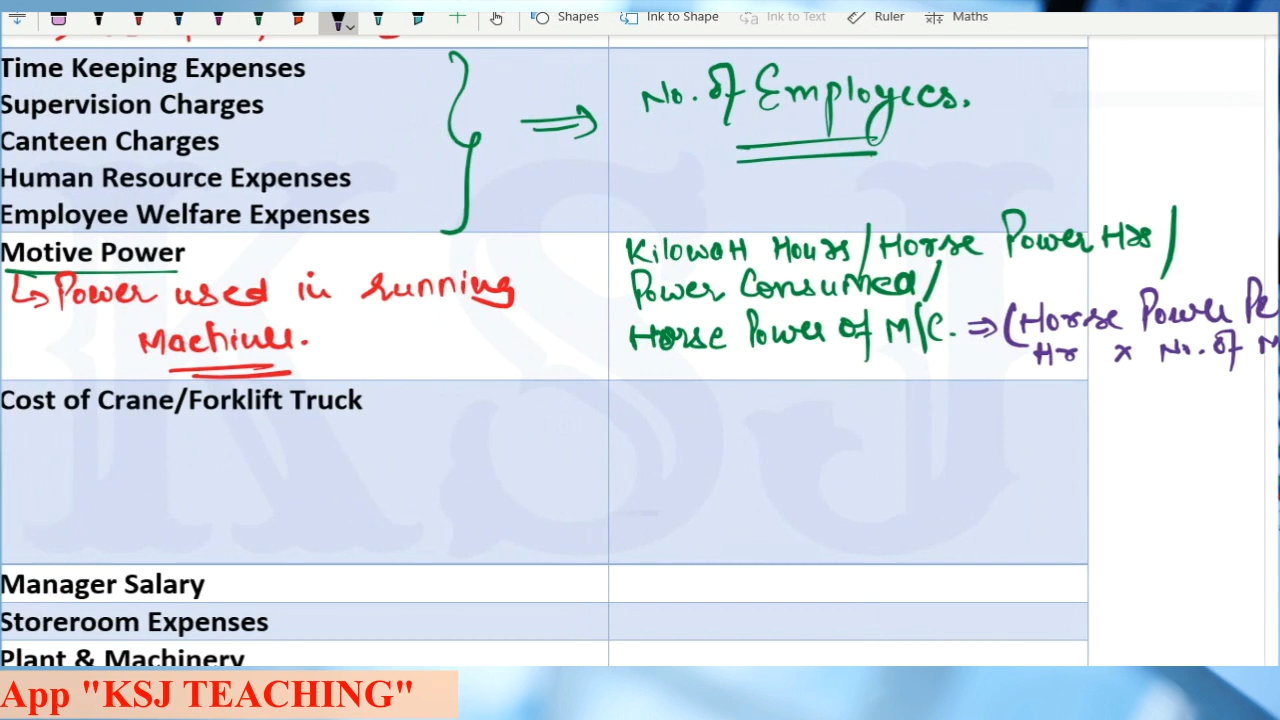 Shapes Ink to Shape Ink to Text Ruler Maths
Time Keeping Expenses
Supervision Charges
Canteen Charges
Human Resource Expenses
Employee Welfare Expenses
⇒ No. of Employees.
Motive Power
↳ Power used in running
Machines.
Kilowatt Hours / Horse Power Hrs /
Power Consumed /
Horse Power of M/C. ⇒ (Horse Power Pe
Hr x No. of M
Cost of Crane/Forklift Truck
Manager Salary
Storeroom Expenses
Plant & Machinery
KSJ
App "KSJ TEACHING"